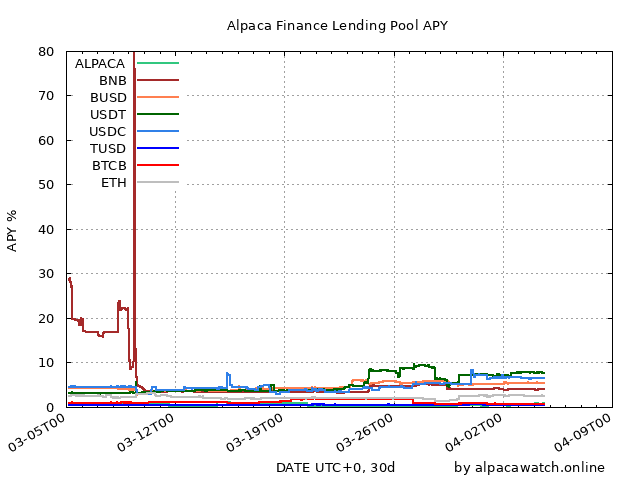 Alpaca Finance Lending Pool APY
80
70
60
50
40
30
20
10
0
APY %
ALPACA
BNB
BUSD
USDT
USDC
TUSD
BTCB
ETH
03-05T00
03-12T00
03-19T00
03-26T00
04-02T00
04-09T00
DATE UTC+0, 30d
by alpacawatch.online